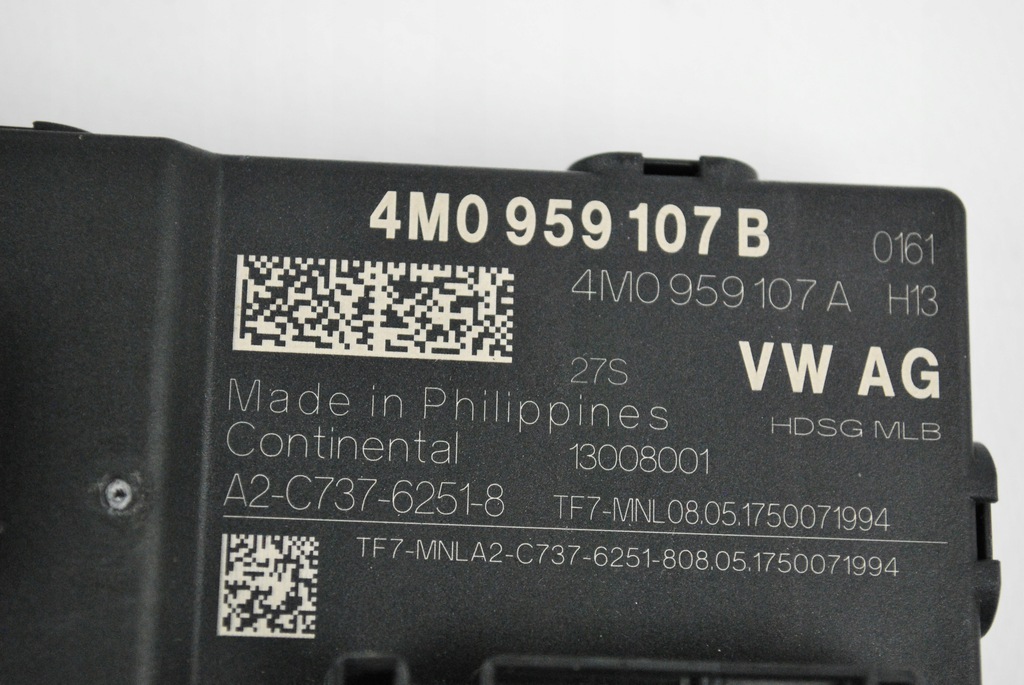 4M0 959 107 B
0161
4M0 959 107 A H13
27S
VW AG
Made in Philippines
HDSG MLB
Continental 13008001
A2-C737-6251-8 TF7-MNL08.05.1750071994
TF7-MNLA2-C737-6251-808.05.1750071994